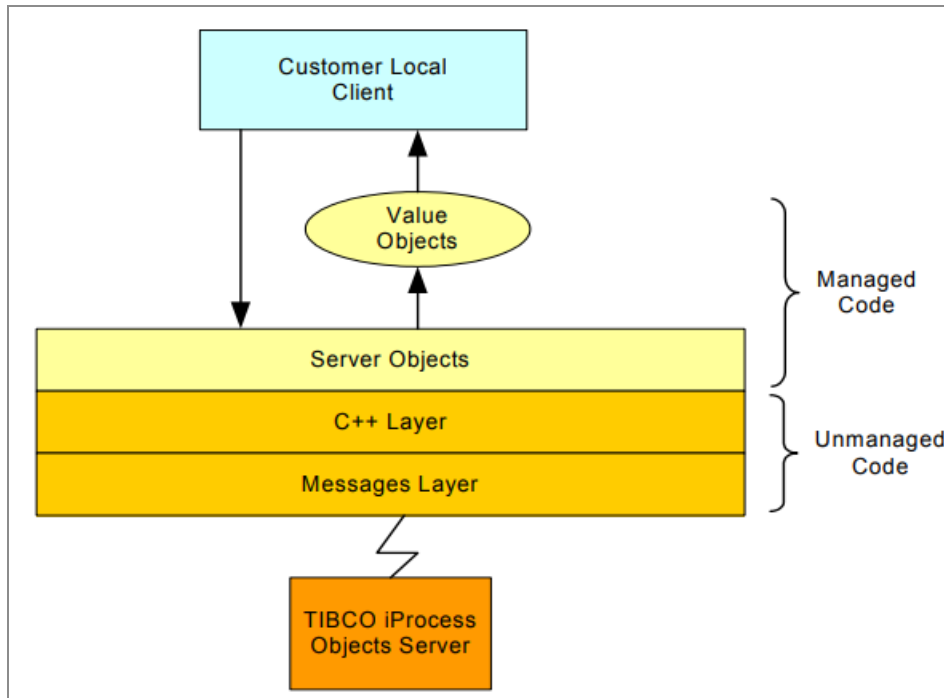 Customer Local
Client
Value
Objects
Managed
Code
Server Objects
C++ Layer
Unmanaged
Code
Messages Layer
TIBCO iProcess
Objects Server